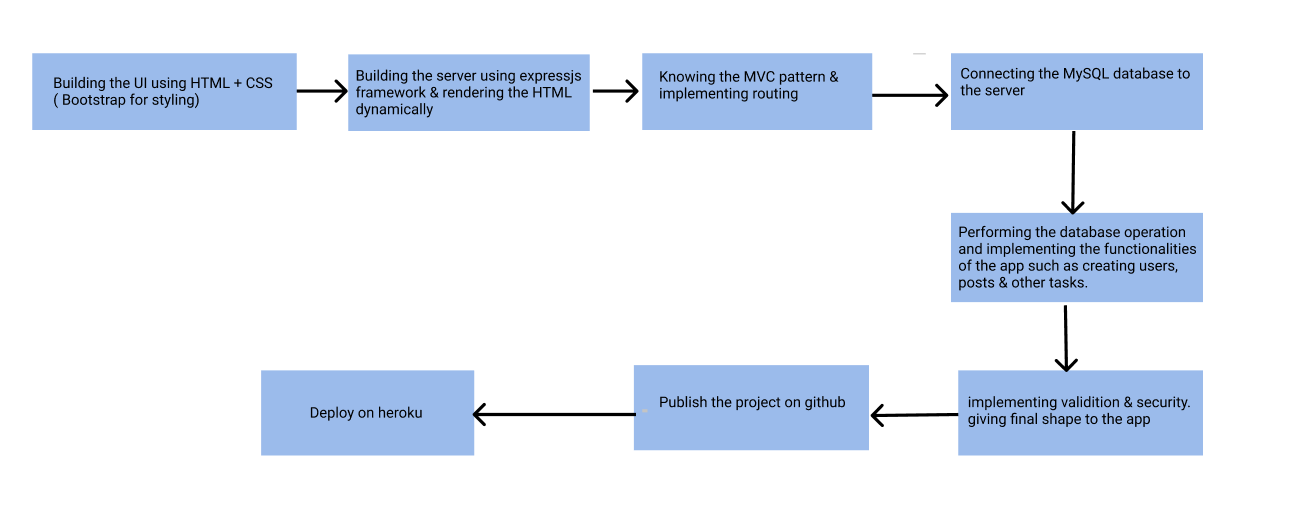 Building the UI using HTML + CSS
( Bootstrap for styling)
Building the server using expressjs
framework & rendering the HTML
dynamically
Knowing the MVC pattern &
implementing routing
Connecting the MySQL database to
the server
Performing the database operation
and implementing the functionalities
of the app such as creating users,
posts & other tasks.
implementing validition & security.
giving final shape to the app
Publish the project on github
Deploy on heroku